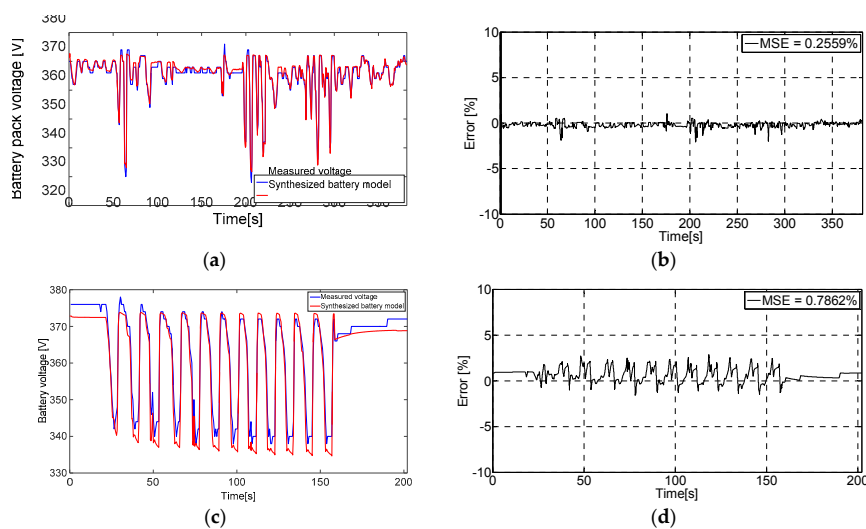 380
370
360
350
340
330
320
Battery pack voltage [V]
Measured voltage
Synthesized battery model
0 50 100 150 200 250 300 350
Time[s]
(a)
10
5
0
-5
-10
Error [%]
MSE = 0.2559%
0 50 100 150 200 250 300 350
Time[s]
(b)
380
370
360
350
340
330
Battery voltage [V]
Measured voltage
Synthesized battery model
0 50 100 150 200
Time[s]
(c)
10
5
0
-5
-10
Error [%]
MSE = 0.7862%
0 50 100 150 200
Time[s]
(d)